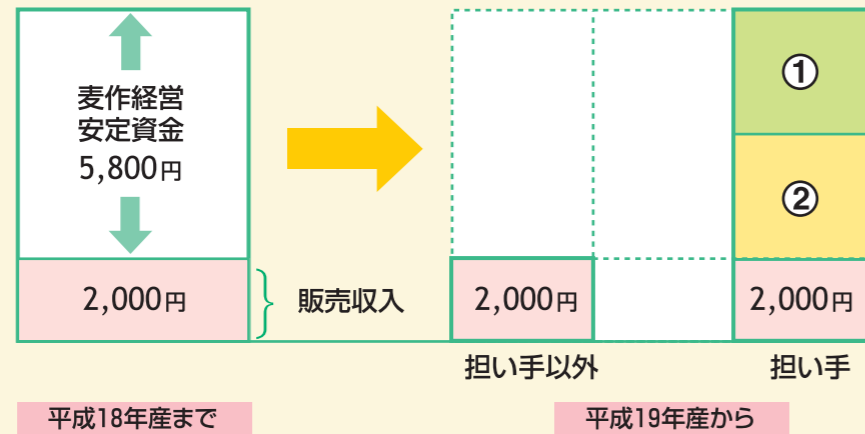 麦作経営
安定資金
5,800円
2,000円
販売収入
2,000円
①
②
2,000円
担い手以外
担い手
平成18年産まで
平成19年産から